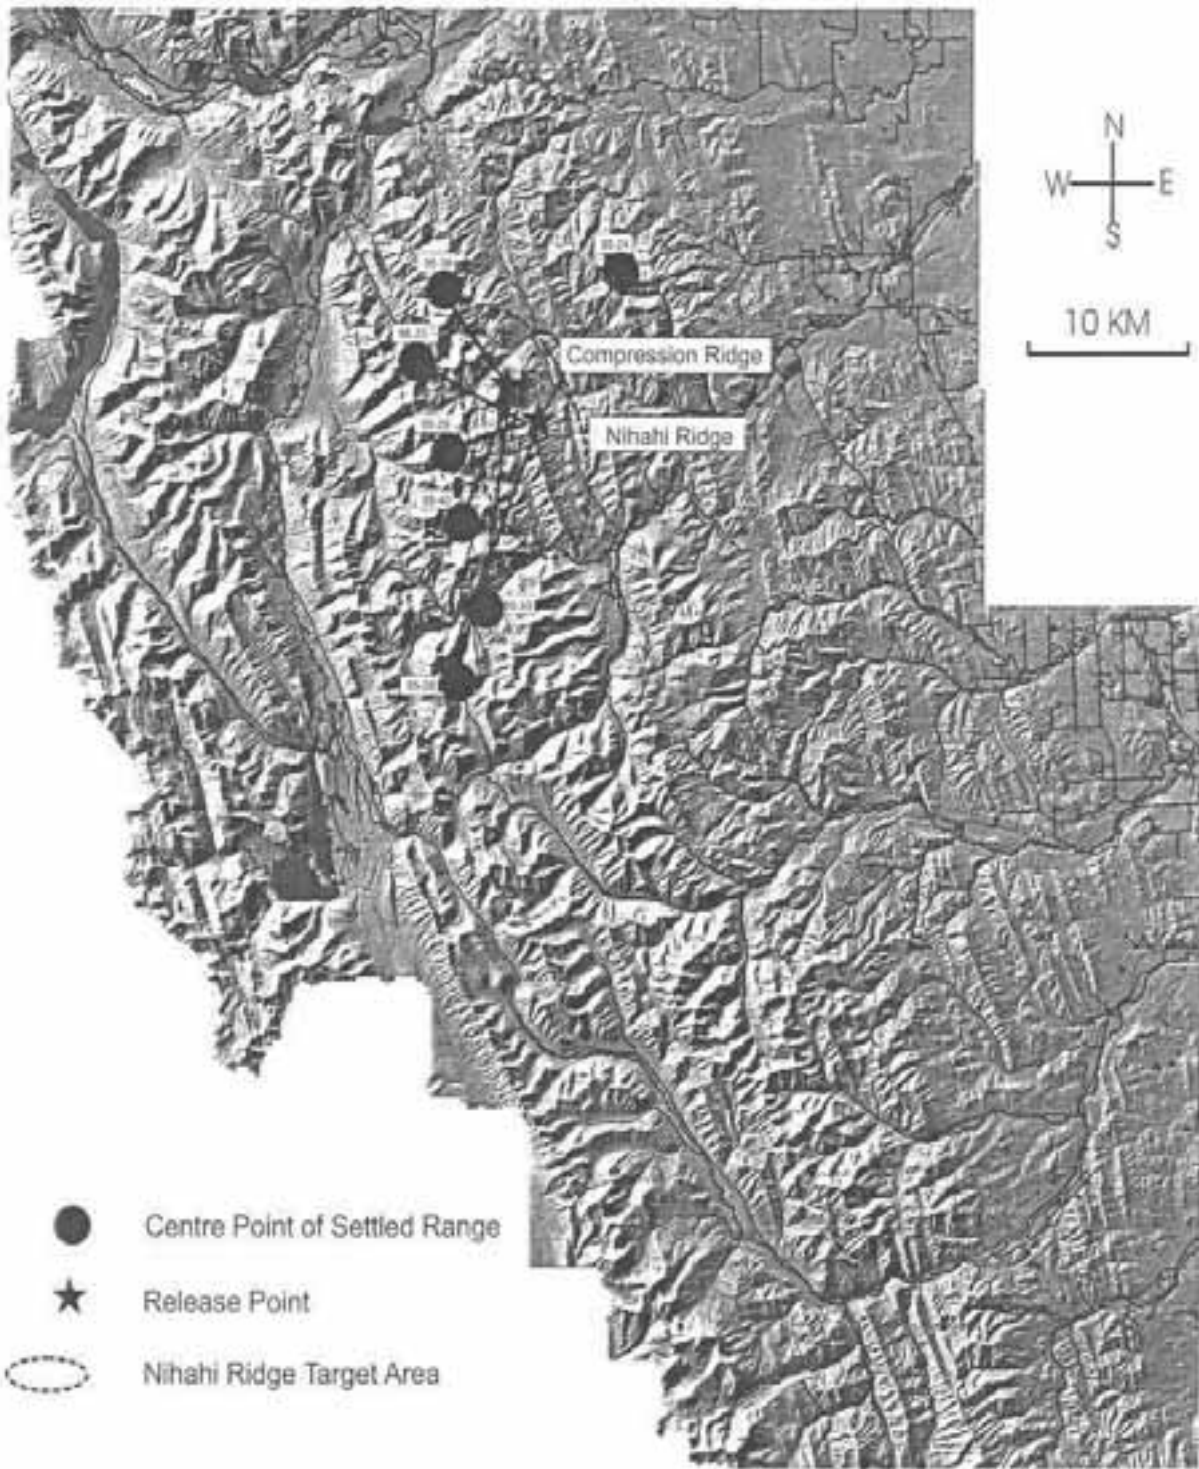 N
W E
S
10 KM
Compression Ridge
Nihahi Ridge
Centre Point of Settled Range
Release Point
Nihahi Ridge Target Area